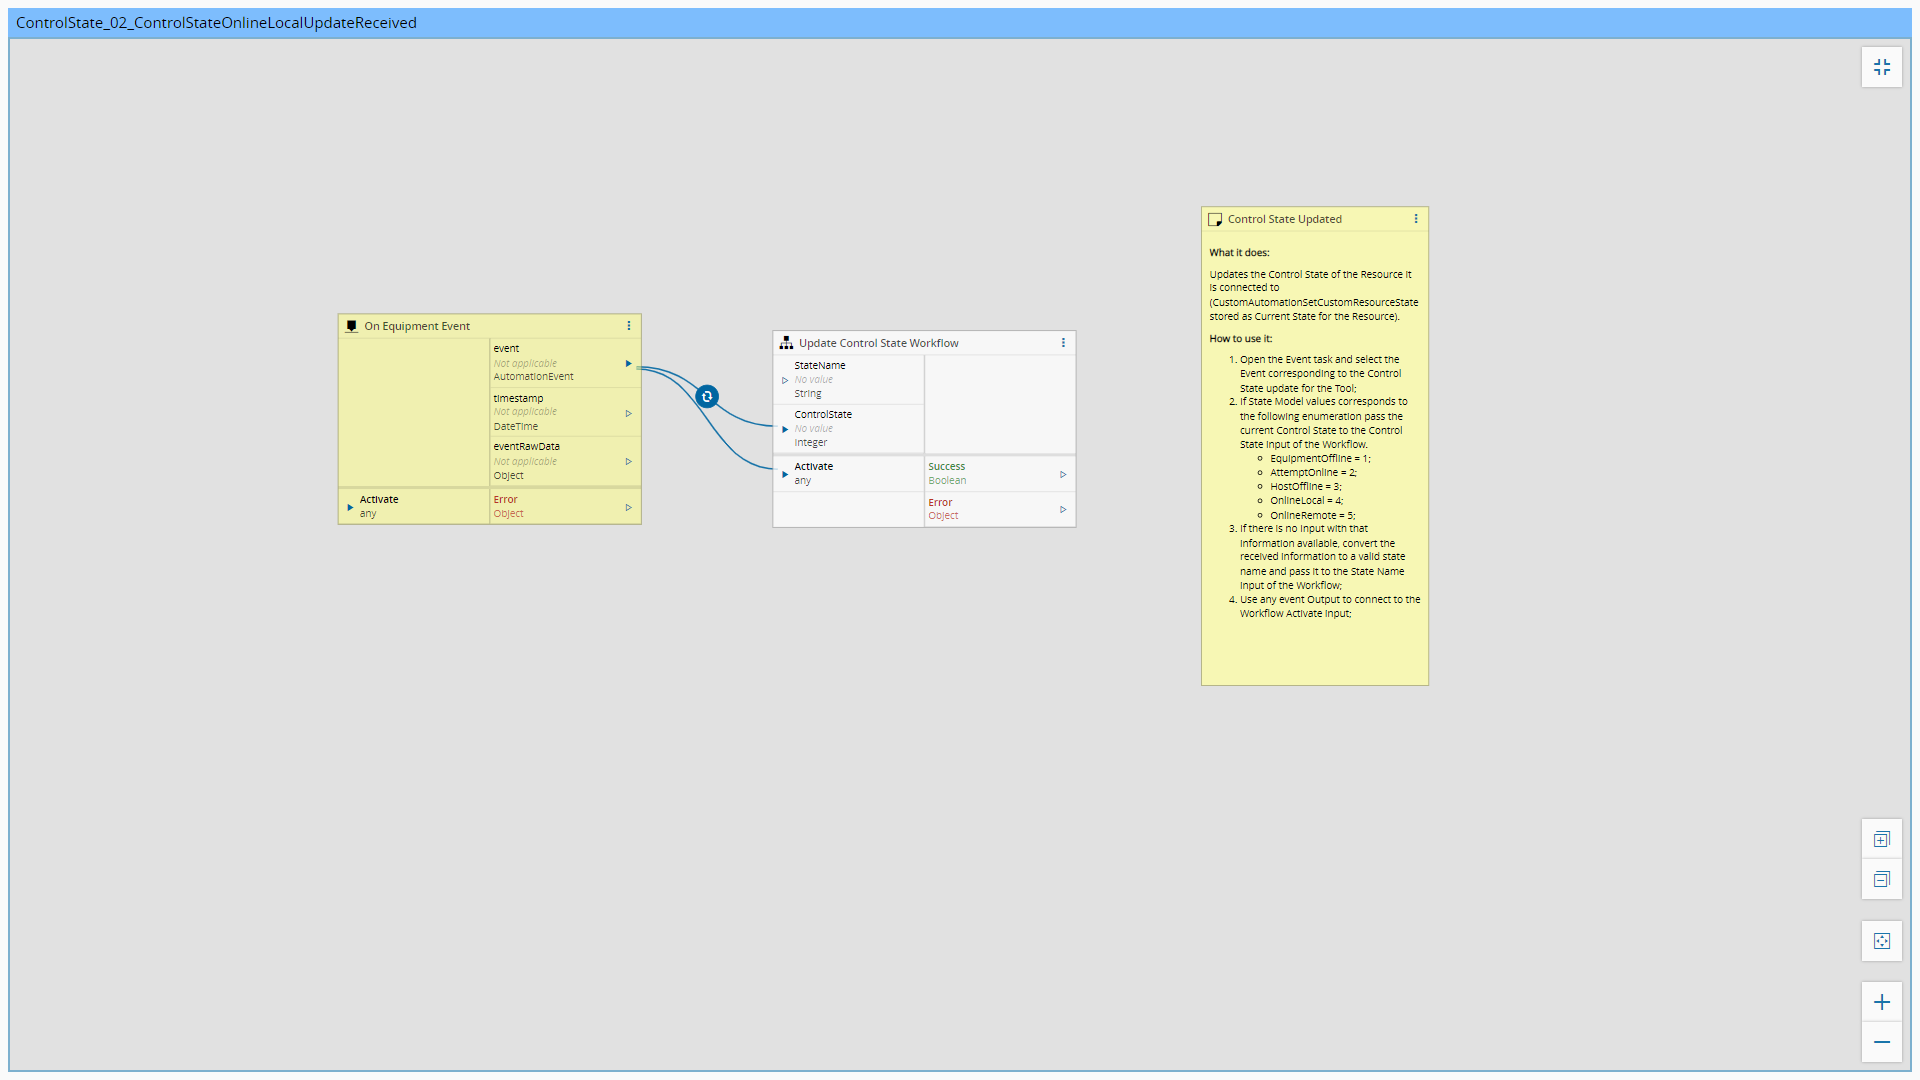 ControlState_02_ControlStateOnlineLocalUpdateReceived
On Equipment Event
event
Not applicable
AutomationEvent
timestamp
Not applicable
DateTime
eventRawData
Not applicable
Object
Activate
any
Error
Object
Update Control State Workflow
StateName
No value
String
ControlState
No value
Integer
Activate
any
Success
Boolean
Error
Object
Control State Updated
What it does:
Updates the Control State of the Resource it
is connected to
(CustomAutomationSetCustomResourceState
stored as Current State for the Resource).
How to use it:
1. Open the Event task and select the
Event corresponding to the Control
State update for the Tool;
2. If State Model values corresponds to
the following enumeration pass the
current Control State to the Control
State Input of the Workflow.
EquipmentOffline = 1;
AttemptOnline = 2;
HostOffline = 3;
OnlineLocal = 4;
OnlineRemote = 5;
3. If there is no input with that
information available, convert the
received information to a valid state
name and pass it to the State Name
Input of the Workflow;
4. Use any event Output to connect to the
Workflow Activate Input;